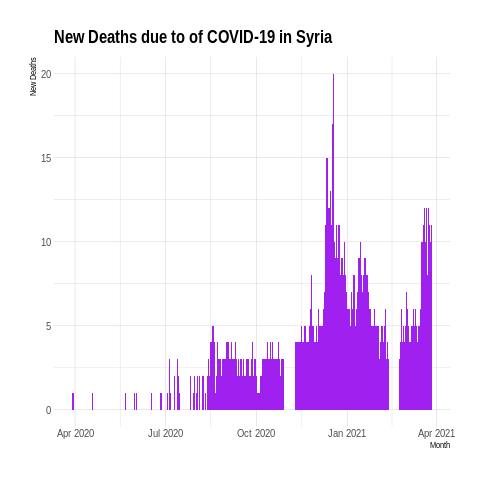 New Deaths due to of COVID-19 in Syria
New Deaths
20
15
10
5
0
Apr 2020 Jul 2020 Oct 2020 Jan 2021 Apr 2021
Month